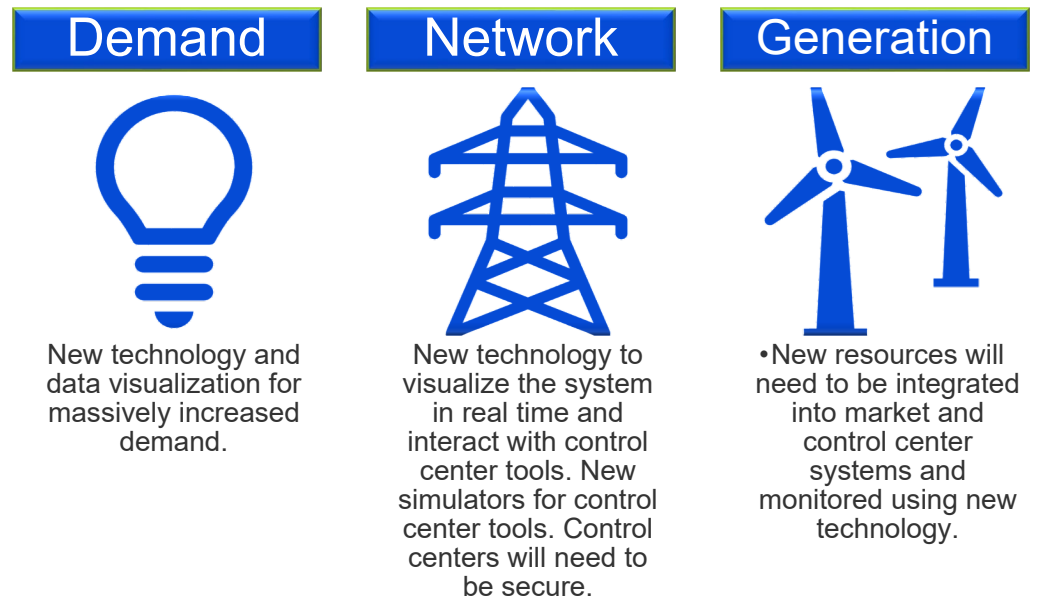 Demand
New technology and
data visualization for
massively increased
demand.
Network
New technology to
visualize the system
in real time and
interact with control
center tools. New
simulators for control
center tools. Control
centers will need to
be secure.
Generation
•New resources will
need to be integrated
into market and
control center
systems and
monitored using new
technology.